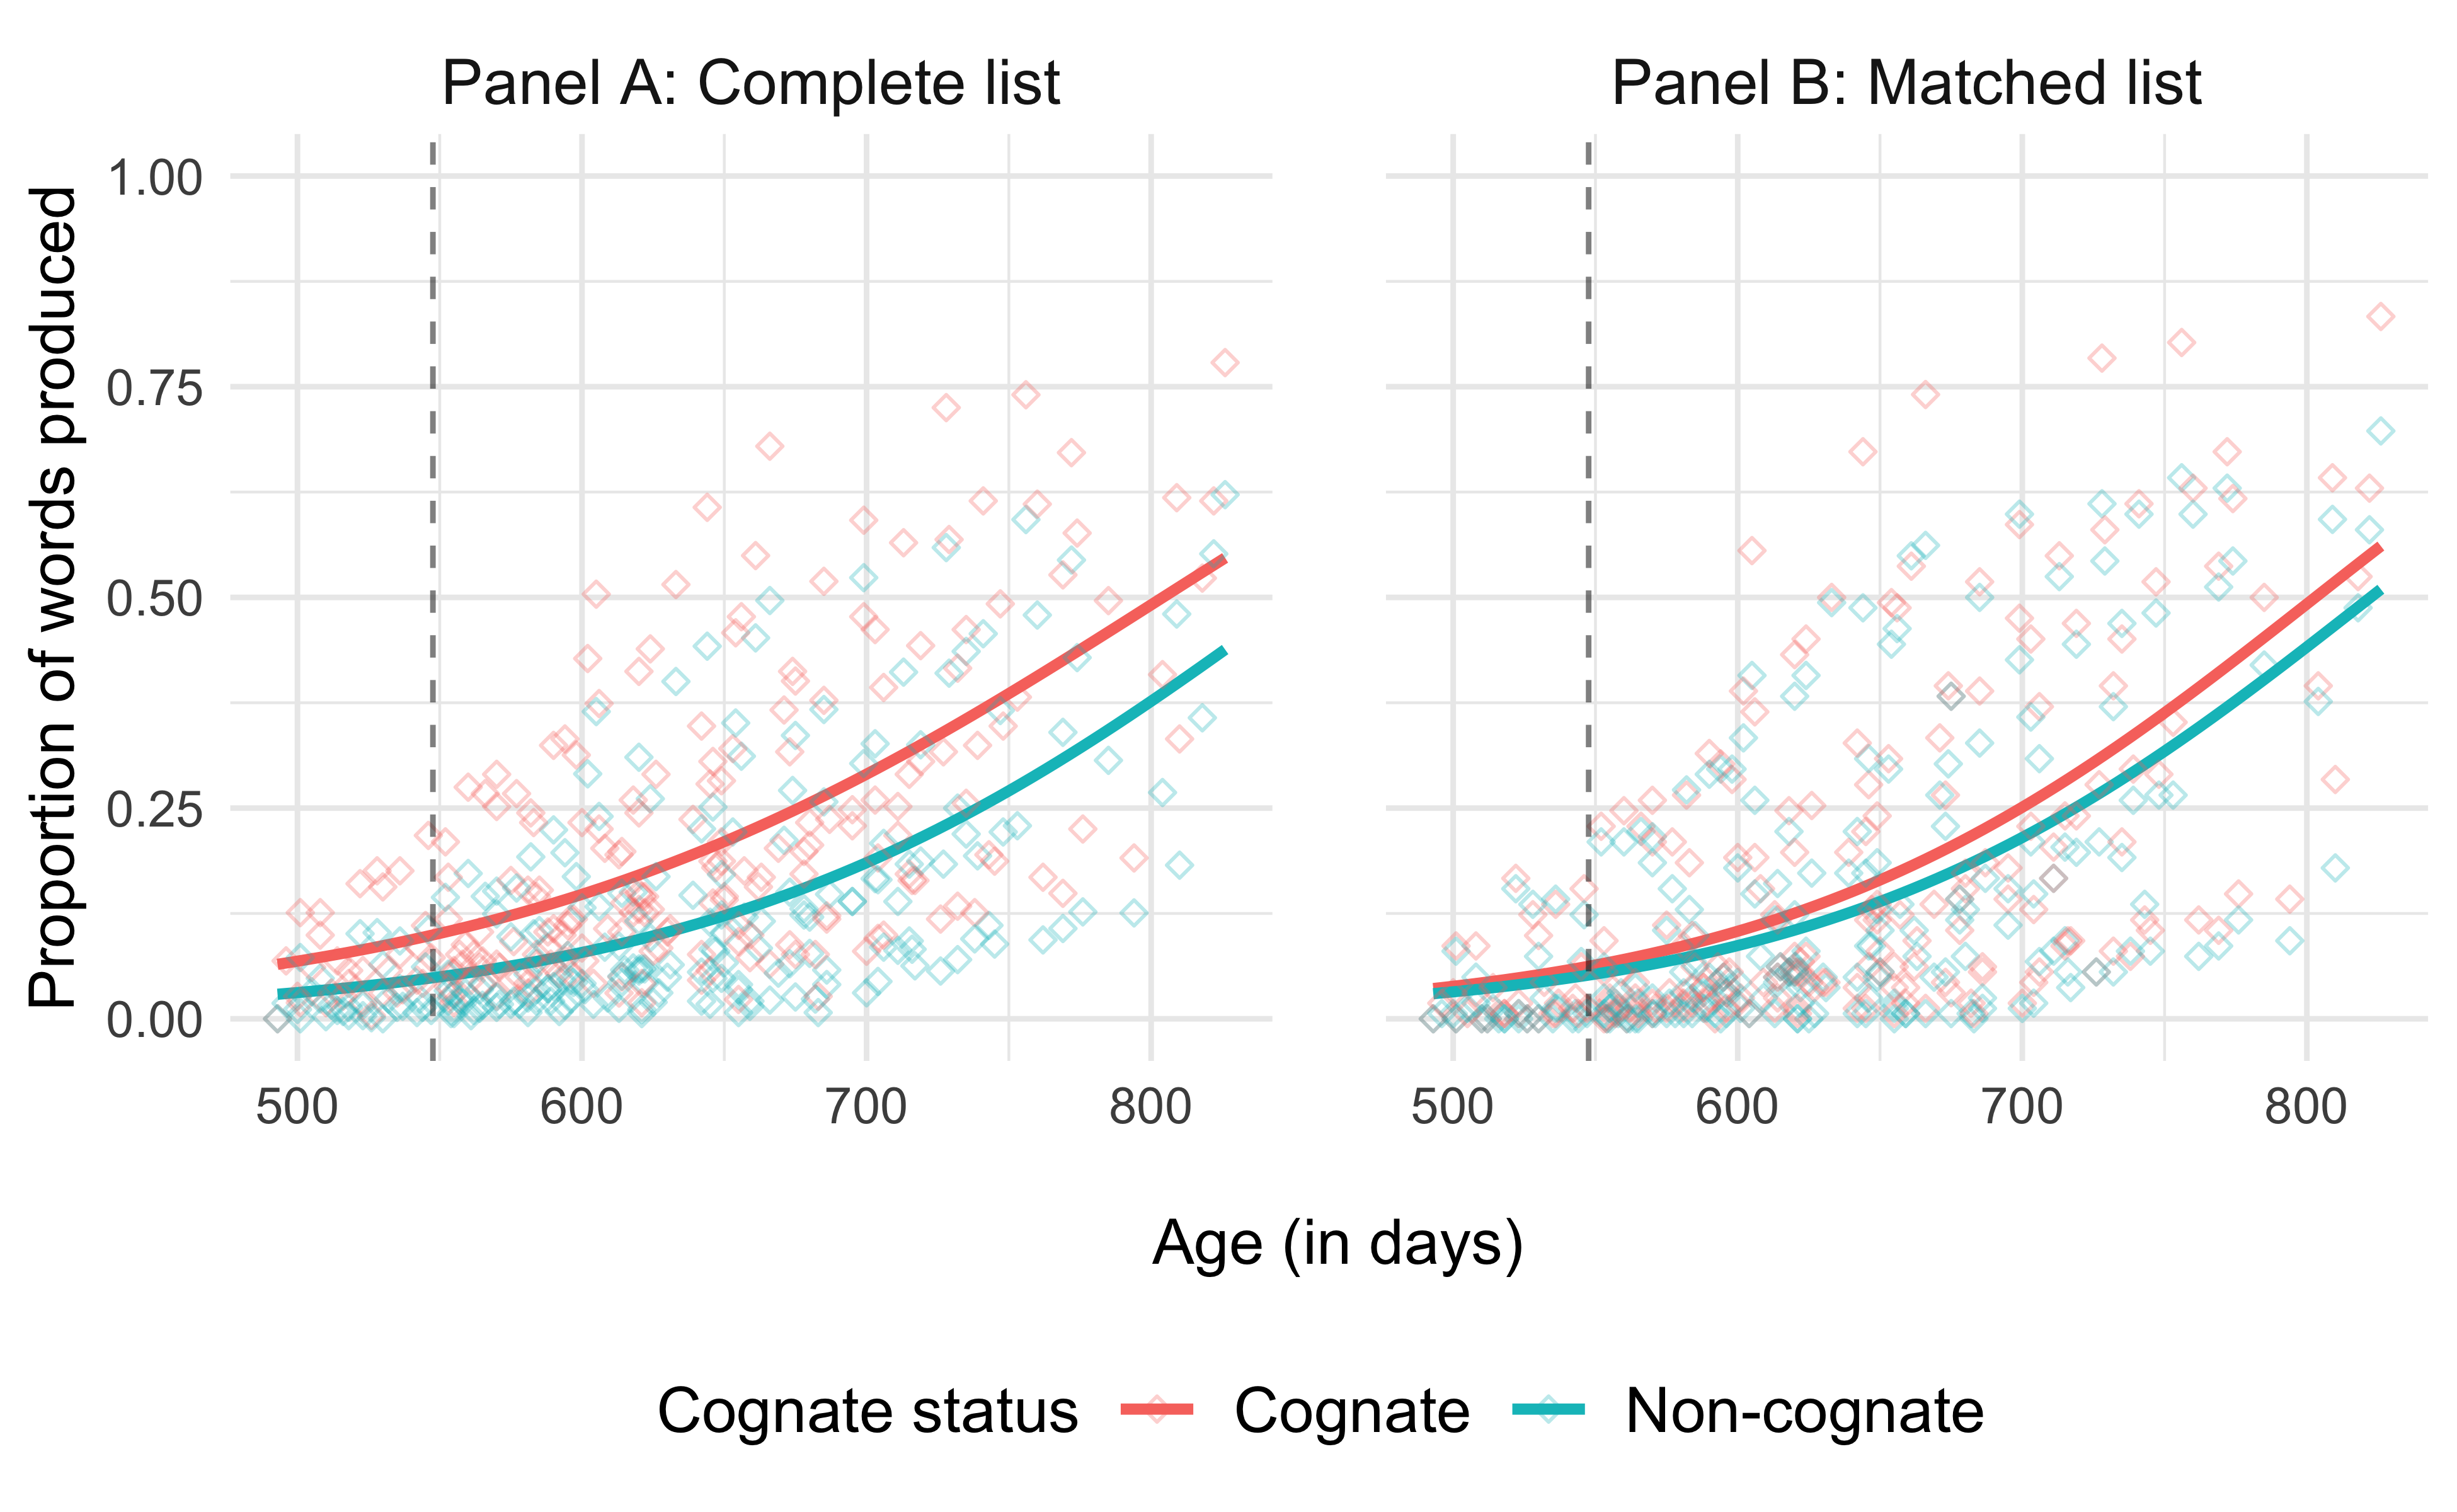 Panel A: Complete list
Panel B: Matched list
Proportion of words produced
1.00
0.75
0.50
0.25
0.00
500 600 700 800
500 600 700 800
Age (in days)
Cognate status Cognate Non-cognate